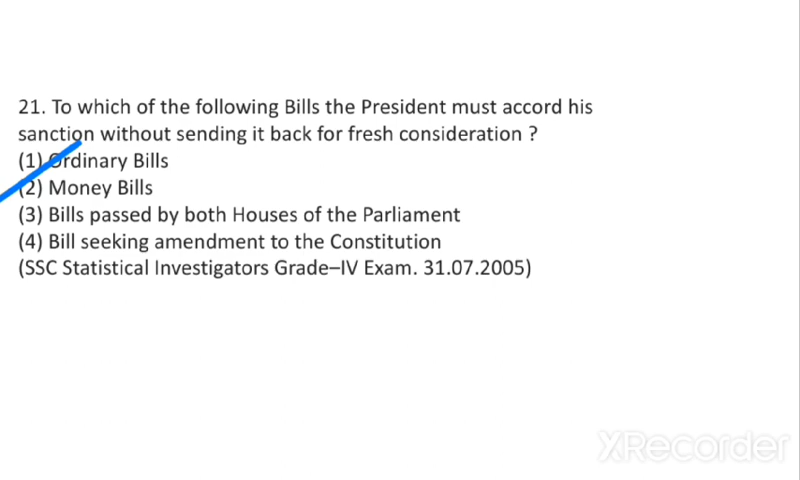 21. To which of the following Bills the President must accord his
sanction without sending it back for fresh consideration ?
(1) Ordinary Bills
(2) Money Bills
(3) Bills passed by both Houses of the Parliament
(4) Bill seeking amendment to the Constitution
(SSC Statistical Investigators Grade–IV Exam. 31.07.2005)
XRecorder